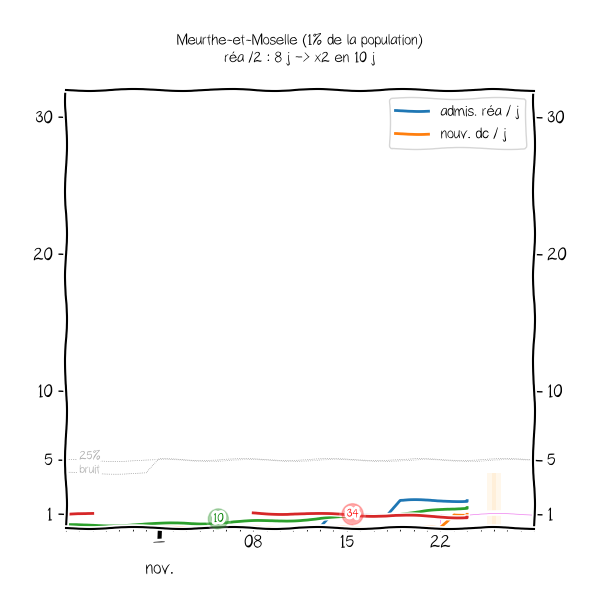 Meurthe-et-Moselle (1% de la population)
réa /2 : 8 j -> x2 en 10 j
admis. réa / j
nouv. dc / j
30
30
20
20
10
10
5
5
25%
bruit
1
1
10
34
1
08
15
22
nov.